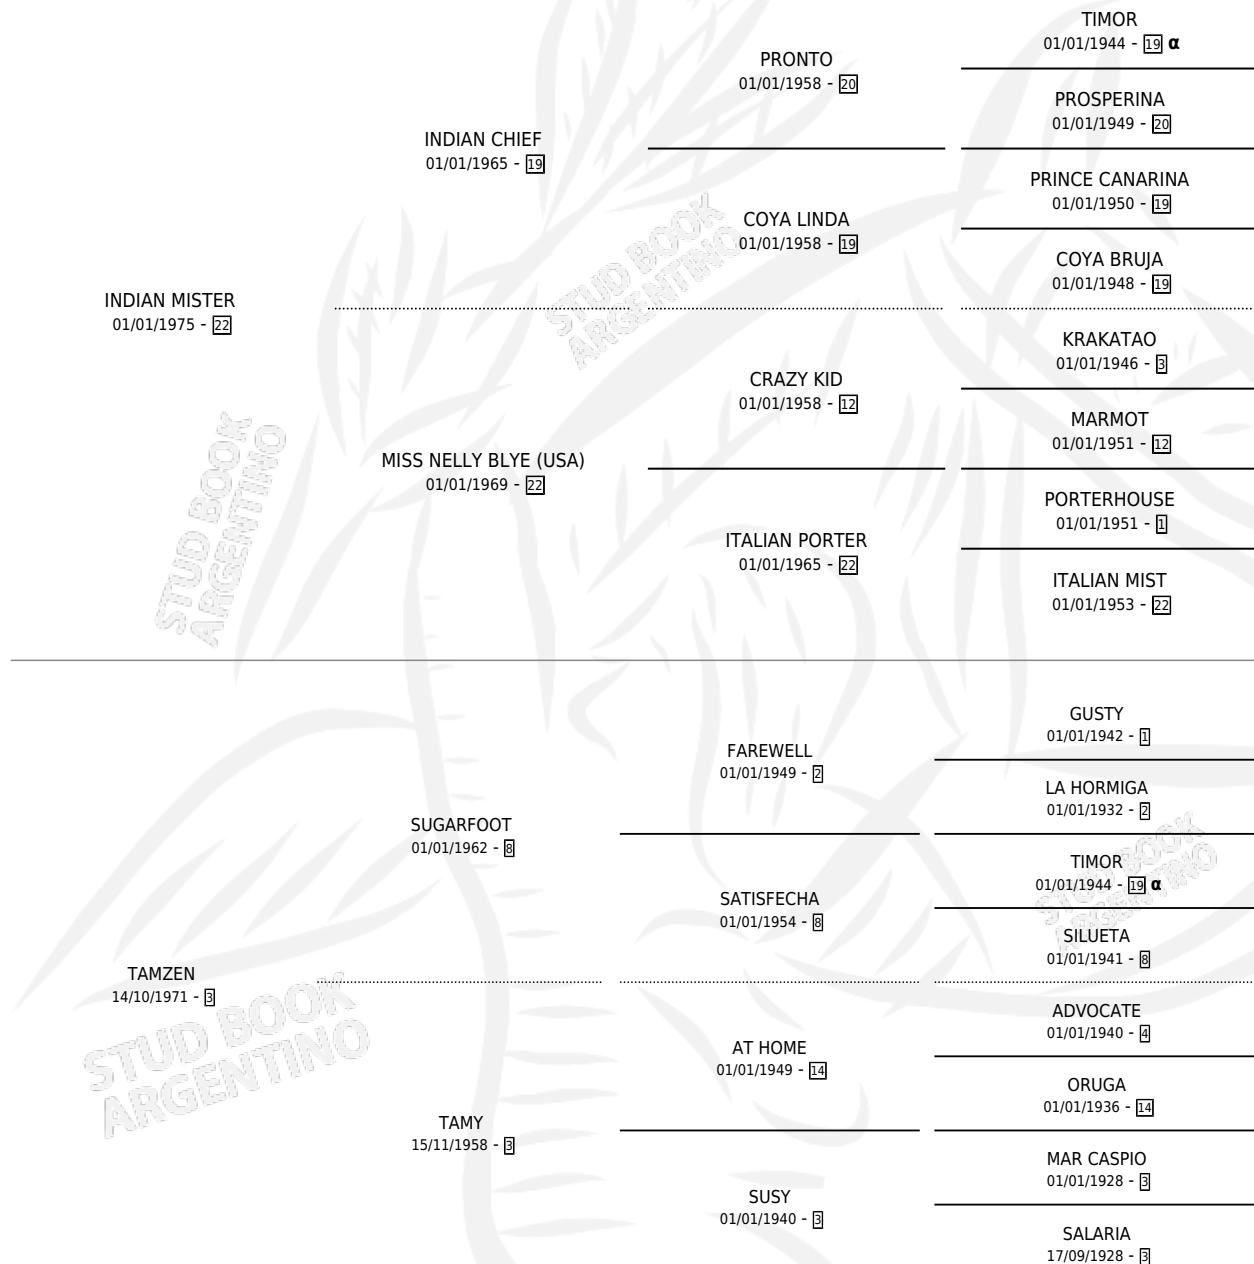 TIMOR
01/01/1944 - 19 α
PRONTO
01/01/1958 - 20
PROSPERINA
01/01/1949 - 20
INDIAN CHIEF
01/01/1965 - 19
PRINCE CANARINA
01/01/1950 - 19
COYA LINDA
01/01/1958 - 19
COYA BRUJA
01/01/1948 - 19
INDIAN MISTER
01/01/1975 - 22
KRAKATAO
01/01/1946 - 3
CRAZY KID
01/01/1958 - 12
MARMOT
01/01/1951 - 12
MISS NELLY BLYE (USA)
01/01/1969 - 22
PORTERHOUSE
01/01/1951 - 1
ITALIAN PORTER
01/01/1965 - 22
ITALIAN MIST
01/01/1953 - 22
GUSTY
01/01/1942 - 1
FAREWELL
01/01/1949 - 2
LA HORMIGA
01/01/1932 - 2
SUGARFOOT
01/01/1962 - 8
TIMOR
01/01/1944 - 19 α
SATISFECHA
01/01/1954 - 8
SILUETA
01/01/1941 - 8
TAMZEN
14/10/1971 - 3
ADVOCATE
01/01/1940 - 4
AT HOME
01/01/1949 - 14
ORUGA
01/01/1936 - 14
TAMY
15/11/1958 - 3
MAR CASPIO
01/01/1928 - 3
SUSY
01/01/1940 - 3
SALARIA
17/09/1928 - 3
STUD BOOK
ARGENTINO
STUD BOOK
ARGENTINO
STUD BOOK
ARGENTINO
STUD BOOK
ARGENTINO